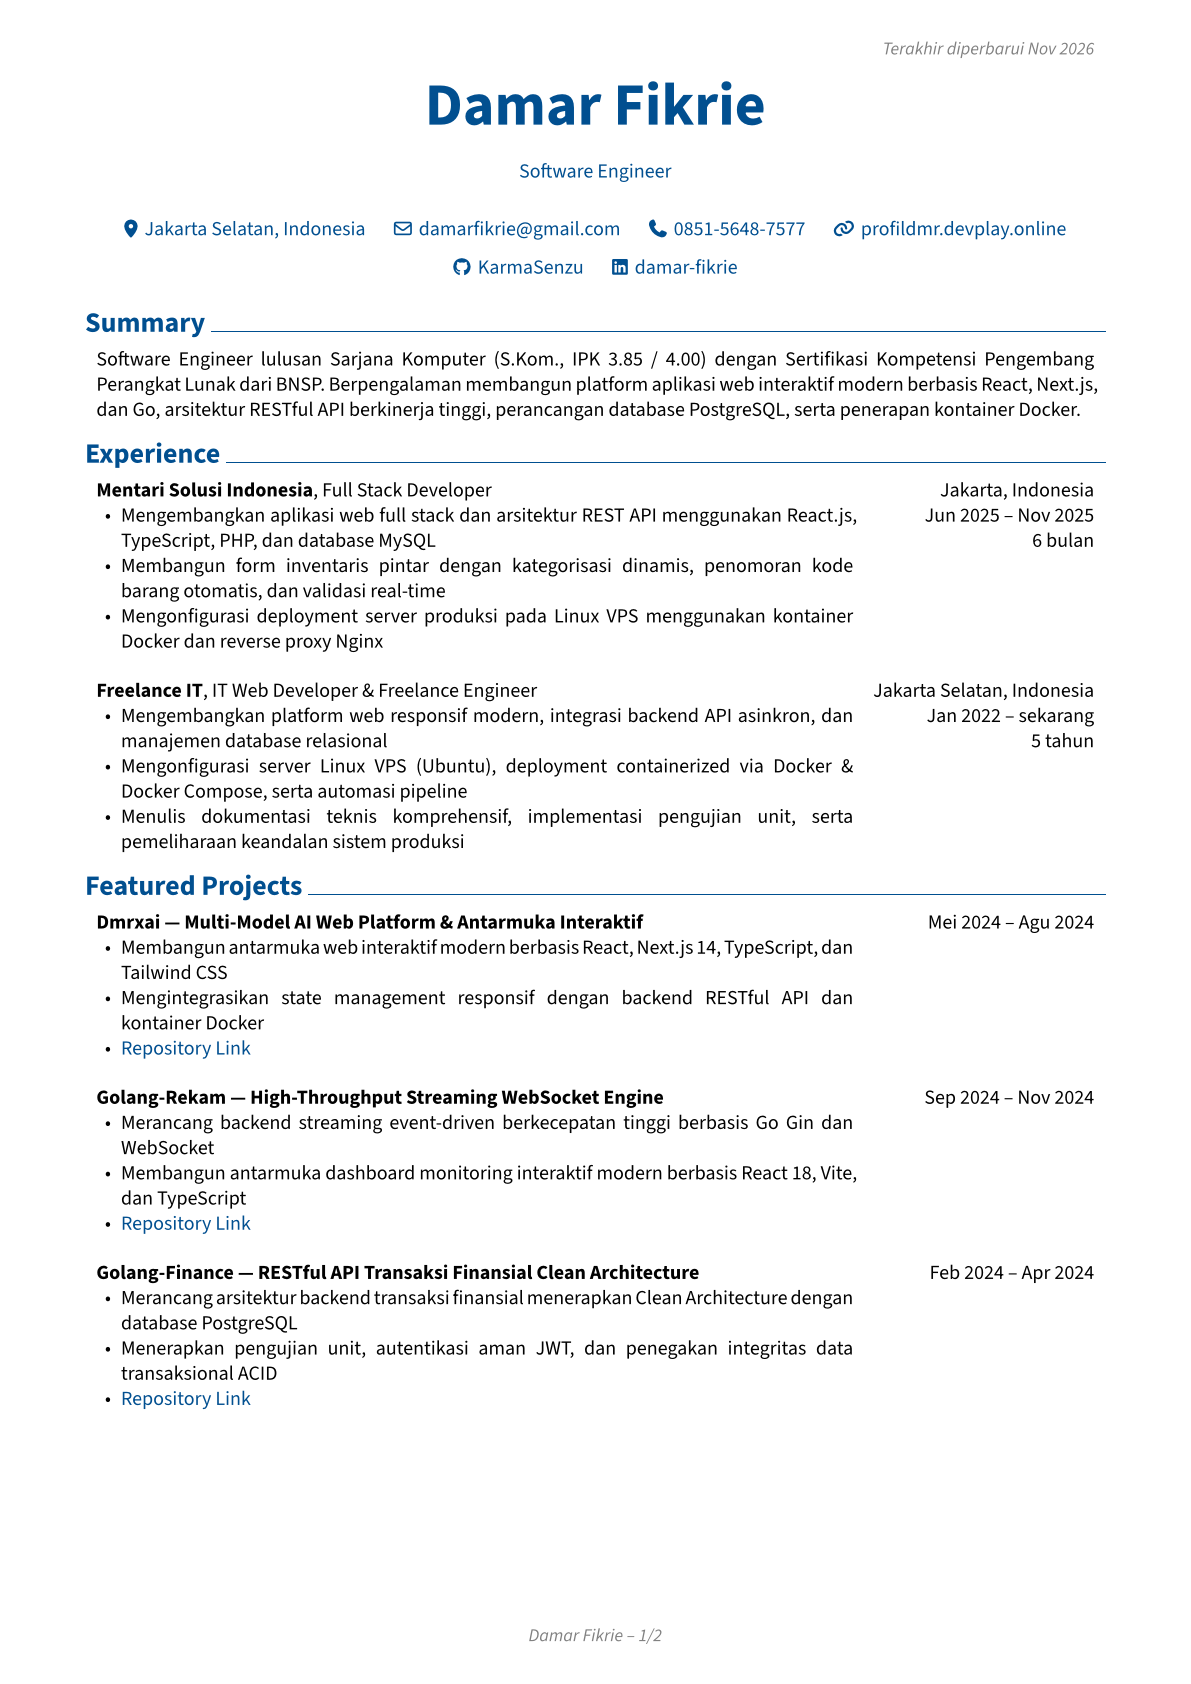 Terakhir diperbarui Nov 2026
Damar Fikrie
Software Engineer
Jakarta Selatan, Indonesia damarfikrie@gmail.com 0851-5648-7577 profildmr.devplay.online
KarmaSenzu damar-fikrie
Summary
Software Engineer lulusan Sarjana Komputer (S.Kom., IPK 3.85 / 4.00) dengan Sertifikasi Kompetensi Pengembang
Perangkat Lunak dari BNSP. Berpengalaman membangun platform aplikasi web interaktif modern berbasis React, Next.js,
dan Go, arsitektur RESTful API berkinerja tinggi, perancangan database PostgreSQL, serta penerapan kontainer Docker.
Experience
Mentari Solusi Indonesia, Full Stack Developer Jakarta, Indonesia
• Mengembangkan aplikasi web full stack dan arsitektur REST API menggunakan React.js, Jun 2025 – Nov 2025
TypeScript, PHP, dan database MySQL 6 bulan
• Membangun form inventaris pintar dengan kategorisasi dinamis, penomoran kode
barang otomatis, dan validasi real-time
• Mengonfigurasi deployment server produksi pada Linux VPS menggunakan kontainer
Docker dan reverse proxy Nginx
Freelance IT, IT Web Developer & Freelance Engineer Jakarta Selatan, Indonesia
• Mengembangkan platform web responsif modern, integrasi backend API asinkron, dan Jan 2022 – sekarang
manajemen database relasional 5 tahun
• Mengonfigurasi server Linux VPS (Ubuntu), deployment containerized via Docker &
Docker Compose, serta automasi pipeline
• Menulis dokumentasi teknis komprehensif, implementasi pengujian unit, serta
pemeliharaan keandalan sistem produksi
Featured Projects
Dmrxai — Multi-Model AI Web Platform & Antarmuka Interaktif Mei 2024 – Agu 2024
• Membangun antarmuka web interaktif modern berbasis React, Next.js 14, TypeScript, dan
Tailwind CSS
• Mengintegrasikan state management responsif dengan backend RESTful API dan
kontainer Docker
• Repository Link
Golang-Rekam — High-Throughput Streaming WebSocket Engine Sep 2024 – Nov 2024
• Merancang backend streaming event-driven berkecepatan tinggi berbasis Go Gin dan
WebSocket
• Membangun antarmuka dashboard monitoring interaktif modern berbasis React 18, Vite,
dan TypeScript
• Repository Link
Golang-Finance — RESTful API Transaksi Finansial Clean Architecture Feb 2024 – Apr 2024
• Merancang arsitektur backend transaksi finansial menerapkan Clean Architecture dengan
database PostgreSQL
• Menerapkan pengujian unit, autentikasi aman JWT, dan penegakan integritas data
transaksional ACID
• Repository Link
Damar Fikrie – 1/2